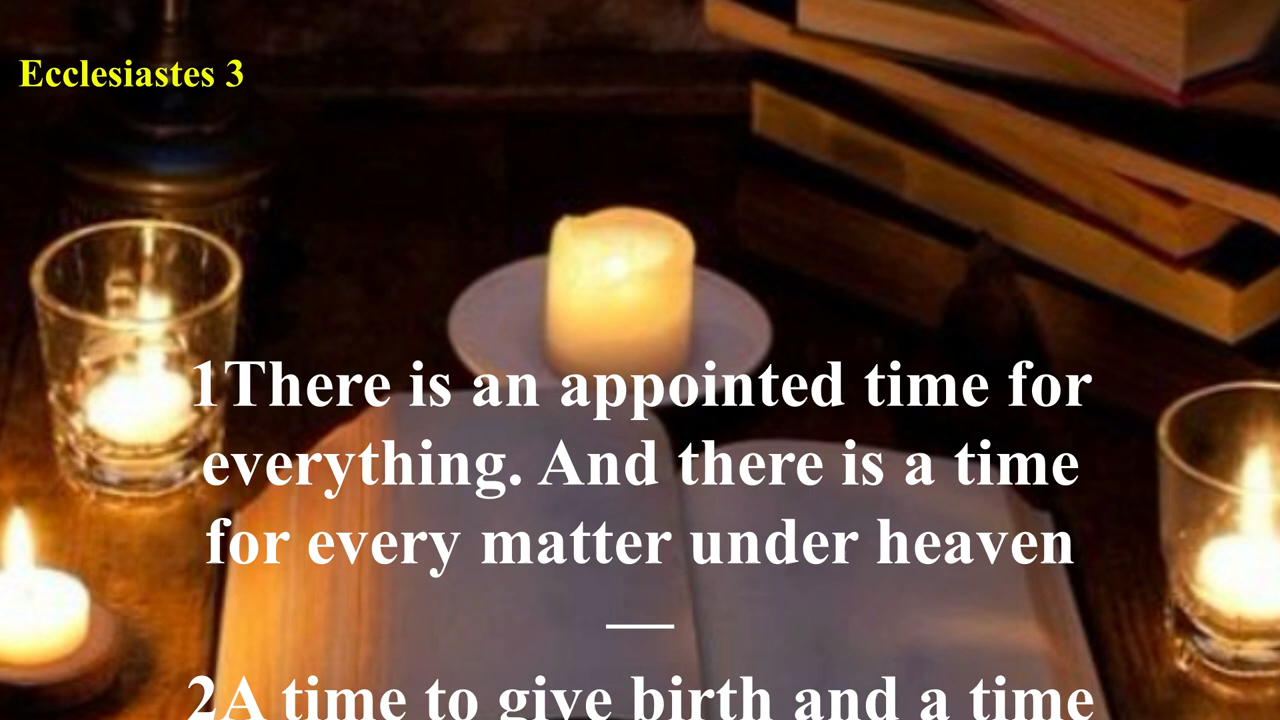 Ecclesiastes 3
1There is an appointed time for
everything. And there is a time
for every matter under heaven
—
2A time to give birth and a time